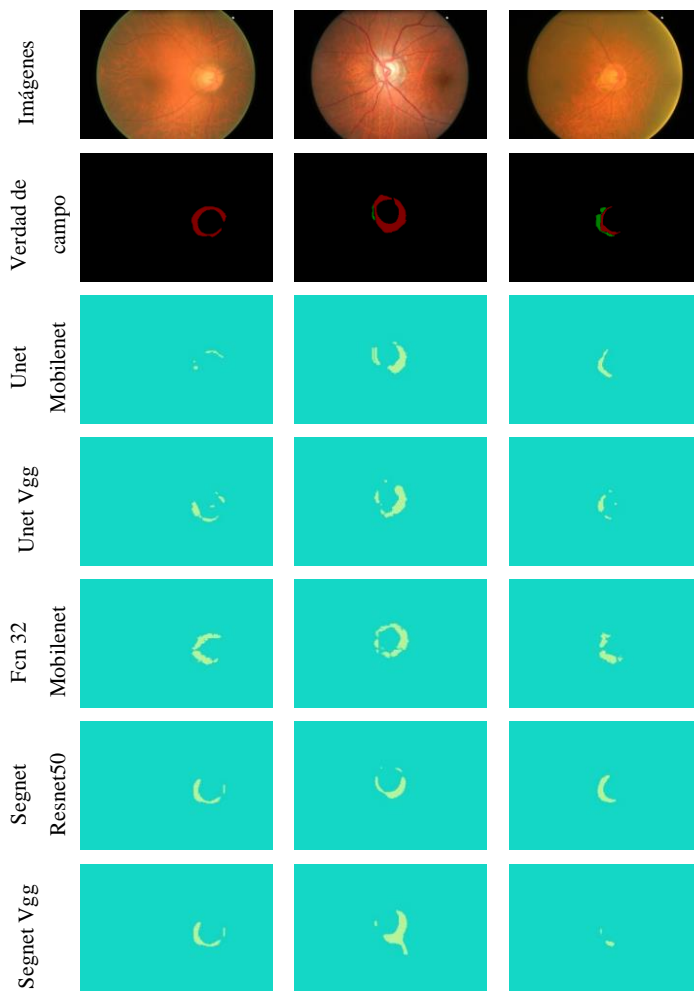 Imágenes
Verdad de
campo
Unet
Mobilenet
Unet Vgg
Fcn 32
Mobilenet
Segnet
Resnet50
Segnet Vgg